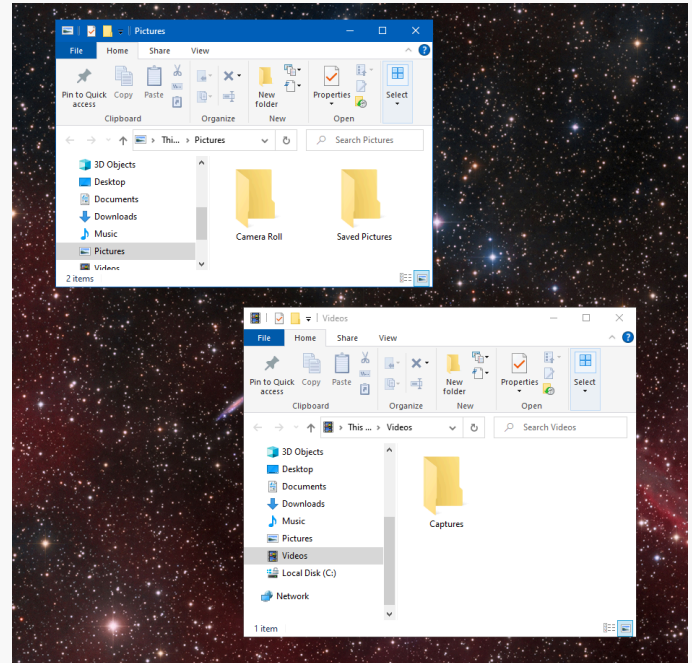 Pictures
File Home Share View
Pin to Quick access Copy Paste New folder Properties Select
Clipboard Organize New Open
Thi... Pictures Search Pictures
3D Objects
Desktop
Documents
Downloads
Music
Pictures
Videos
Camera Roll Saved Pictures
2 items
Videos
File Home Share View
Pin to Quick access Copy Paste New folder Properties Select
Clipboard Organize New Open
This ... Videos Search Videos
3D Objects
Desktop
Documents
Downloads
Music
Pictures
Videos
Local Disk (C:)
Network
Captures
1 item